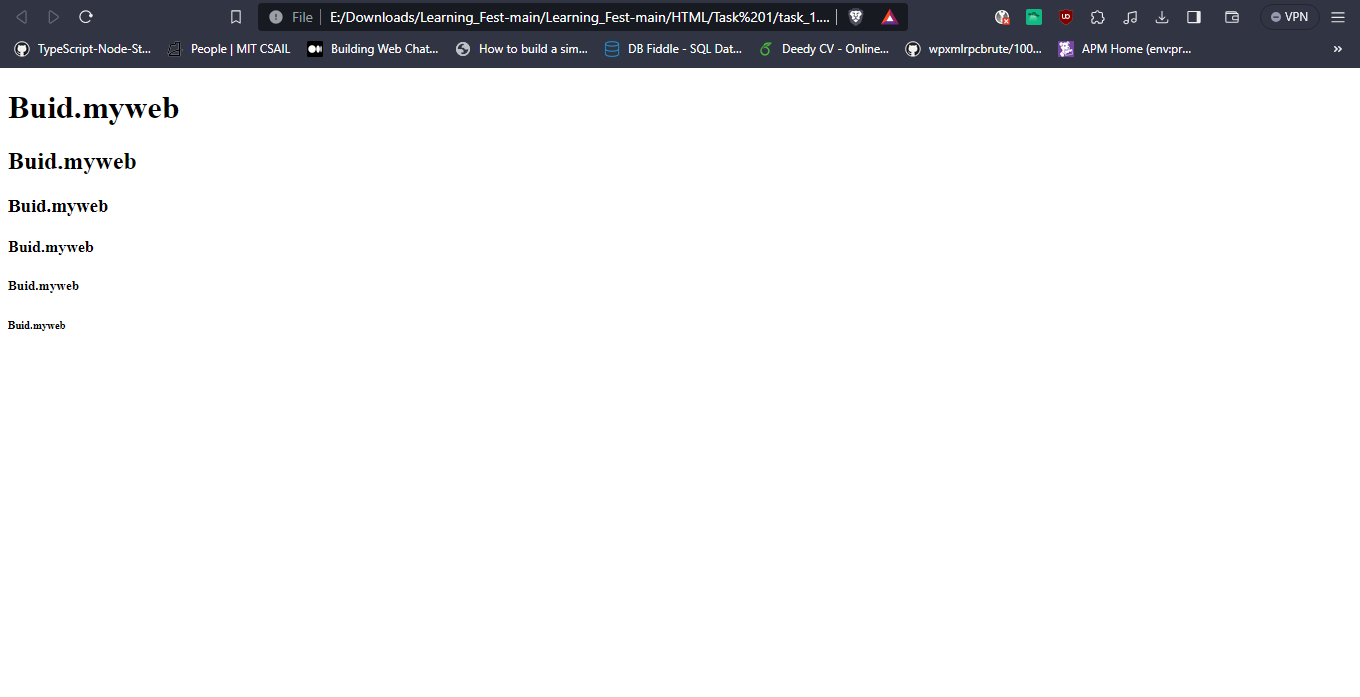 File E:/Downloads/Learning_Fest-main/Learning_Fest-main/HTML/Task%201/task_1.... VPN
TypeScript-Node-St... People | MIT CSAIL Building Web Chat... How to build a sim... DB Fiddle - SQL Dat... Deedy CV - Online... wpxmlrpcbrute/100... APM Home (env:pr... »
Buid.myweb
Buid.myweb
Buid.myweb
Buid.myweb
Buid.myweb
Buid.myweb